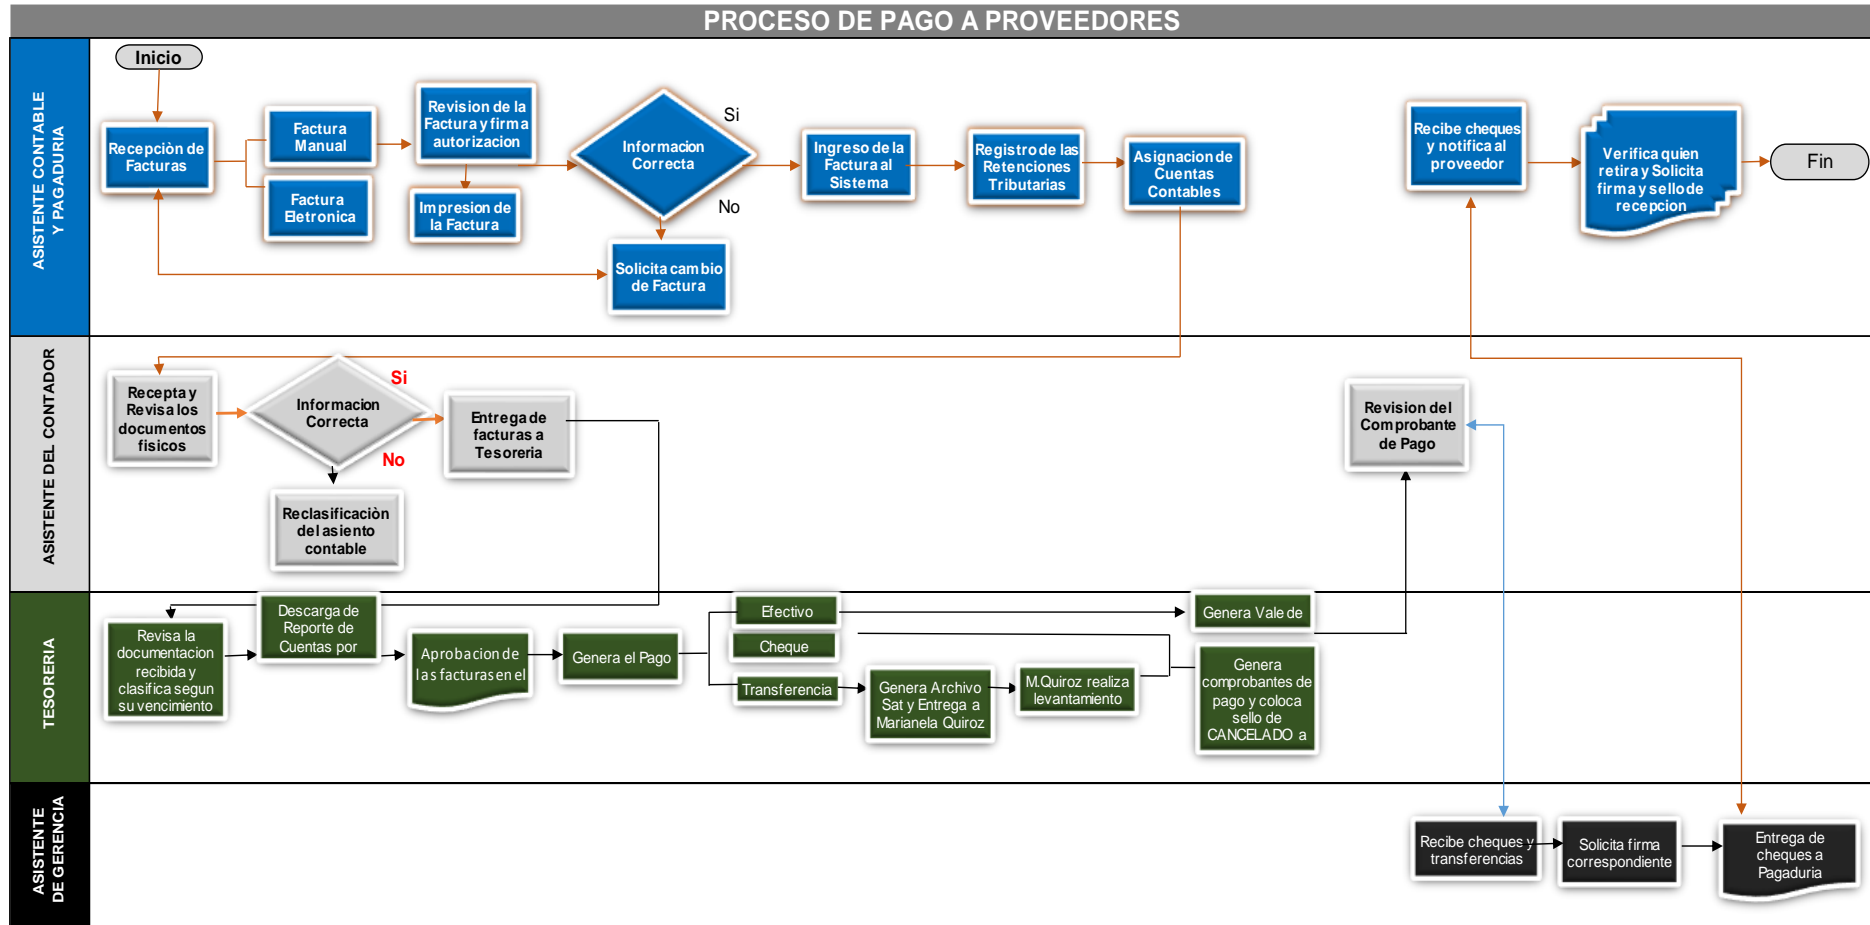 PROCESO DE PAGO A PROVEEDORES
ASISTENTE CONTABLE
Y PAGADURIA
Inicio
Recepciòn de
Facturas
Factura
Manual
Factura
Eletronica
Revision de la
Factura y firma
autorizacion
Impresion de
la Factura
Informacion
Correcta
Si
No
Solicita cambio
de Factura
Ingreso de la
Factura al
Sistema
Registro de las
Retenciones
Tributarias
Asignacion de
Cuentas
Contables
Recibe cheques
y notifica al
proveedor
Verifica quien
retira y Solicita
firma y sello de
recepcion
Fin
ASISTENTE DEL CONTADOR
Recepta y
Revisa los
documentos
fisicos
Informacion
Correcta
Si
No
Reclasificaciòn
del asiento
contable
Entrega de
facturas a
Tesoreria
Revision del
Comprobante
de Pago
TESORERIA
Revisa la
documentacion
recibida y
clasifica segun
su vencimiento
Descarga de
Reporte de
Cuentas por
Aprobacion de
las facturas en el
Genera el Pago
Efectivo
Cheque
Transferencia
Genera Archivo
Sat y Entrega a
Marianela Quiroz
M.Quiroz realiza
levantamiento
Genera Vale de
Genera
comprobantes de
pago y coloca
sello de
CANCELADO a
ASISTENTE
DE GERENCIA
Recibe cheques y
transferencias
Solicita firma
correspondiente
Entrega de
cheques a
Pagaduria